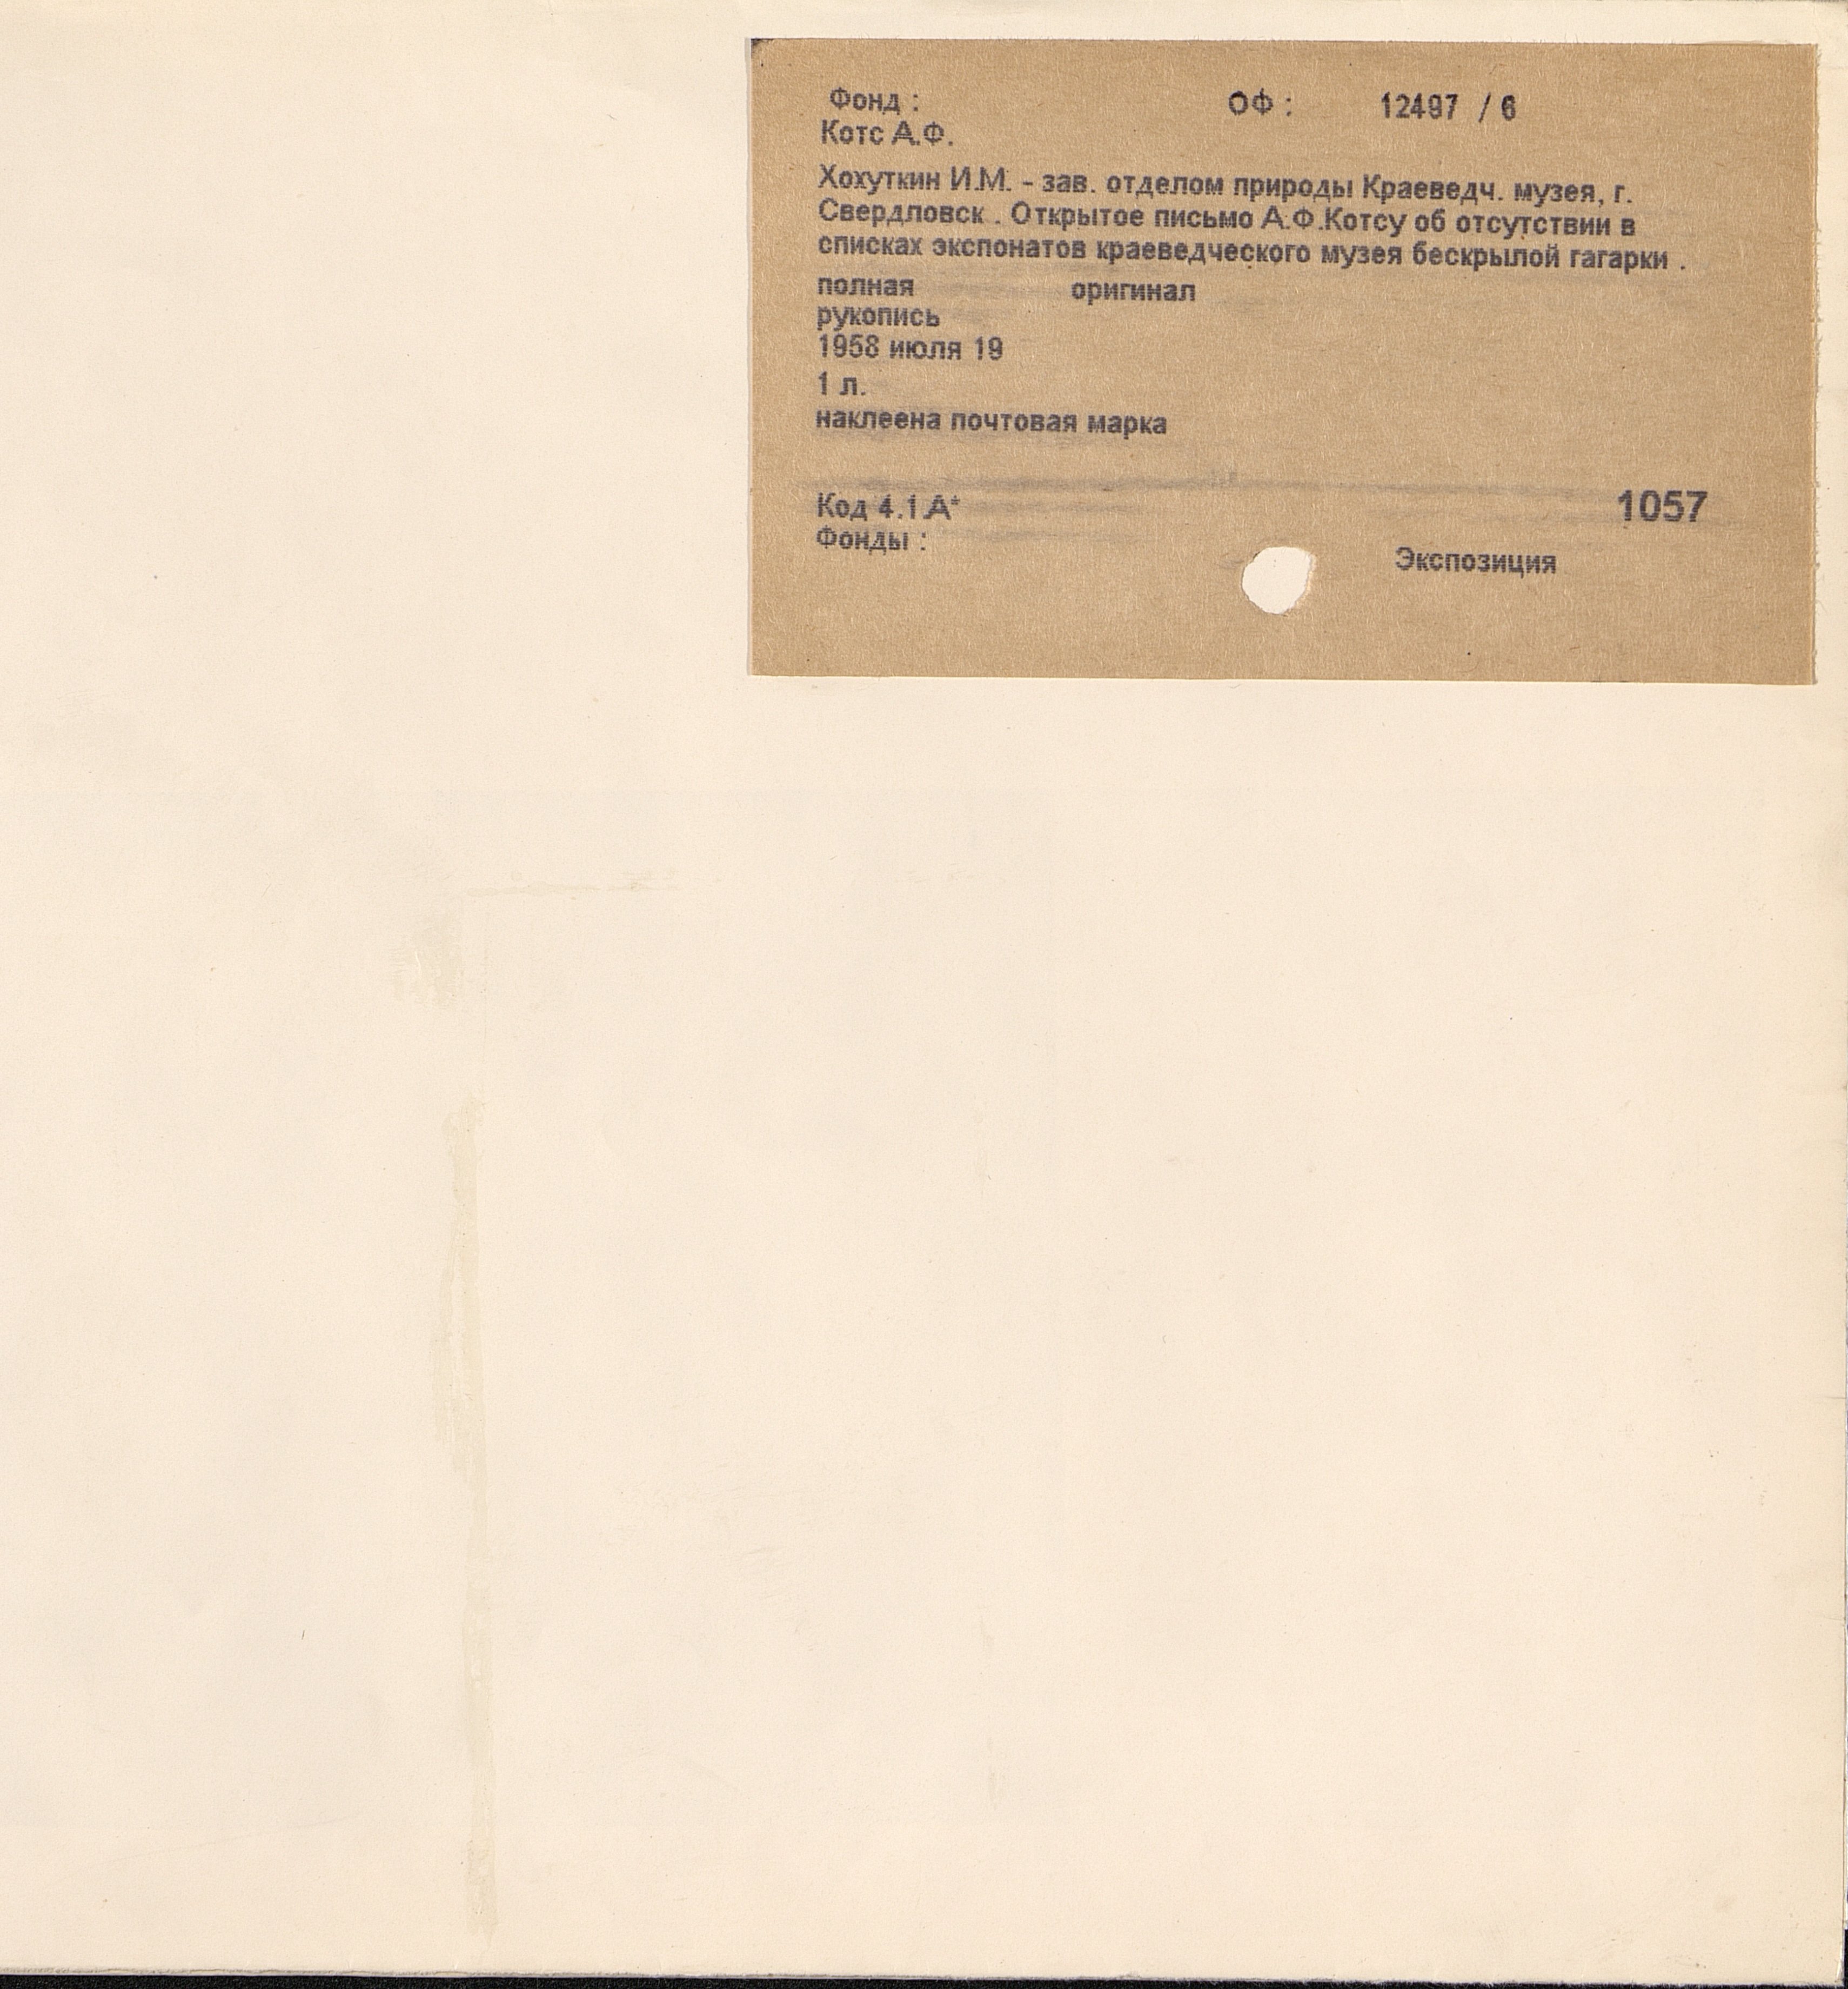 Фонд : ОФ : 12497 / 6
Котс А.Ф.
Хохуткин И.М. - зав. отделом природы Краеведч. музея, г.
Свердловск . Открытое письмо А.Ф.Котсу об отсутствии в
списках экспонатов краеведческого музея бескрылой гагарки .
полная оригинал
рукопись
1958 июля 19
1 л.
наклеена почтовая марка
Код 4.1.А* 1057
Фонды : Экспозиция